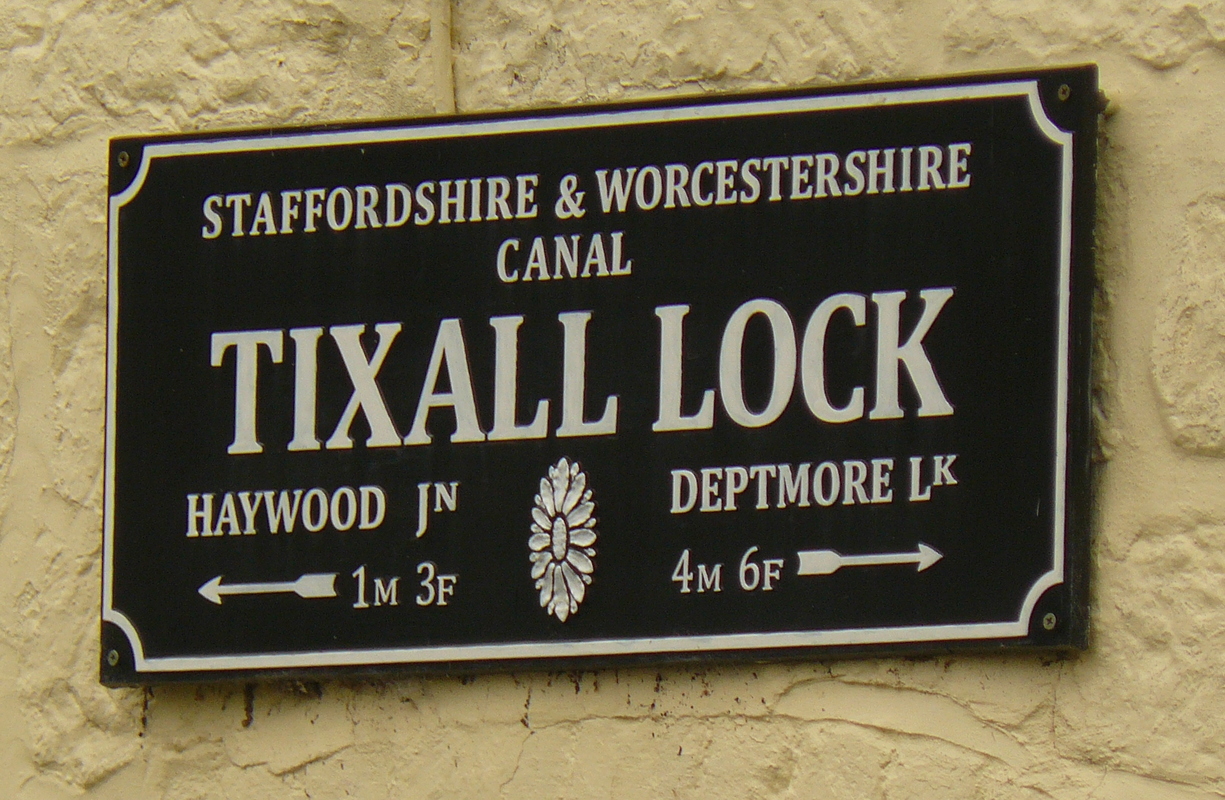 STAFFORDSHIRE & WORCESTERSHIRE
CANAL
TIXALL LOCK
HAYWOOD JN
1M 3F
DEPTMORE LK
4M 6F